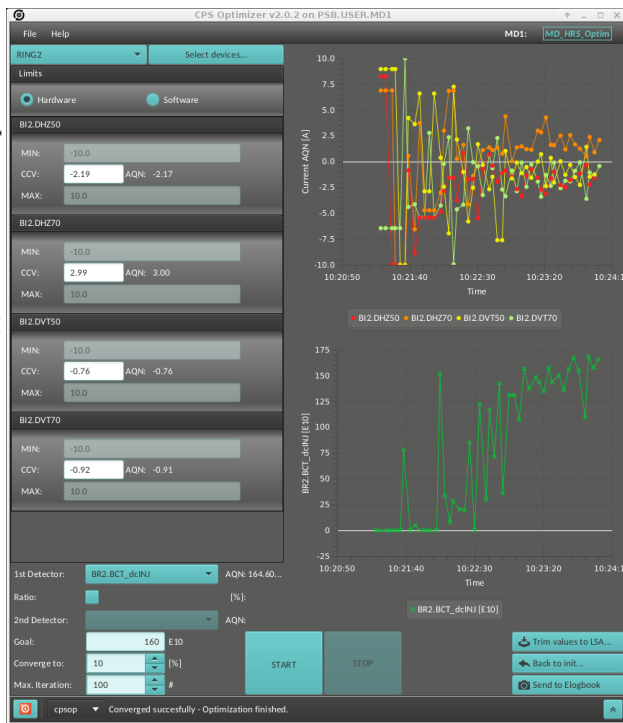 CPS Optimizer v2.0.2 on PSB.USER.MD1
File Help MD1: MD_HRS_Optim
RING2 Select devices...
Limits
Hardware Software
BI2.DHZ50
MIN: -10.0
CCV: -2.19 AQN: -2.17
MAX: 10.0
BI2.DHZ70
MIN: -10.0
CCV: 2.99 AQN: 3.00
MAX: 10.0
BI2.DVT50
MIN: -10.0
CCV: -0.76 AQN: -0.76
MAX: 10.0
BI2.DVT70
MIN: -10.0
CCV: -0.92 AQN: -0.91
MAX: 10.0
1st Detector: BR2.BCT_dcINJ AQN: 164.60...
Ratio: [%]:
2nd Detector: AQN:
Goal: 160 E10
Converge to: 10 [%]
Max. Iteration: 100 #
10.0
7.5
5.0
2.5
0.0
-2.5
-5.0
-7.5
-10.0
Current AQN [A]
10:20:50 10:21:40 10:22:30 10:23:20 10:24:1
Time
BI2.DHZ50 BI2.DHZ70 BI2.DVT50 BI2.DVT70
175
150
125
100
75
50
25
0
-25
BR2.BCT_dcINJ [E10]
10:20:50 10:21:40 10:22:30 10:23:20 10:24:1
Time
BR2.BCT_dcINJ [E10]
START STOP
Trim values to LSA...
Back to init...
Send to Elogbook
cpsop Converged succesfully - Optimization finished.